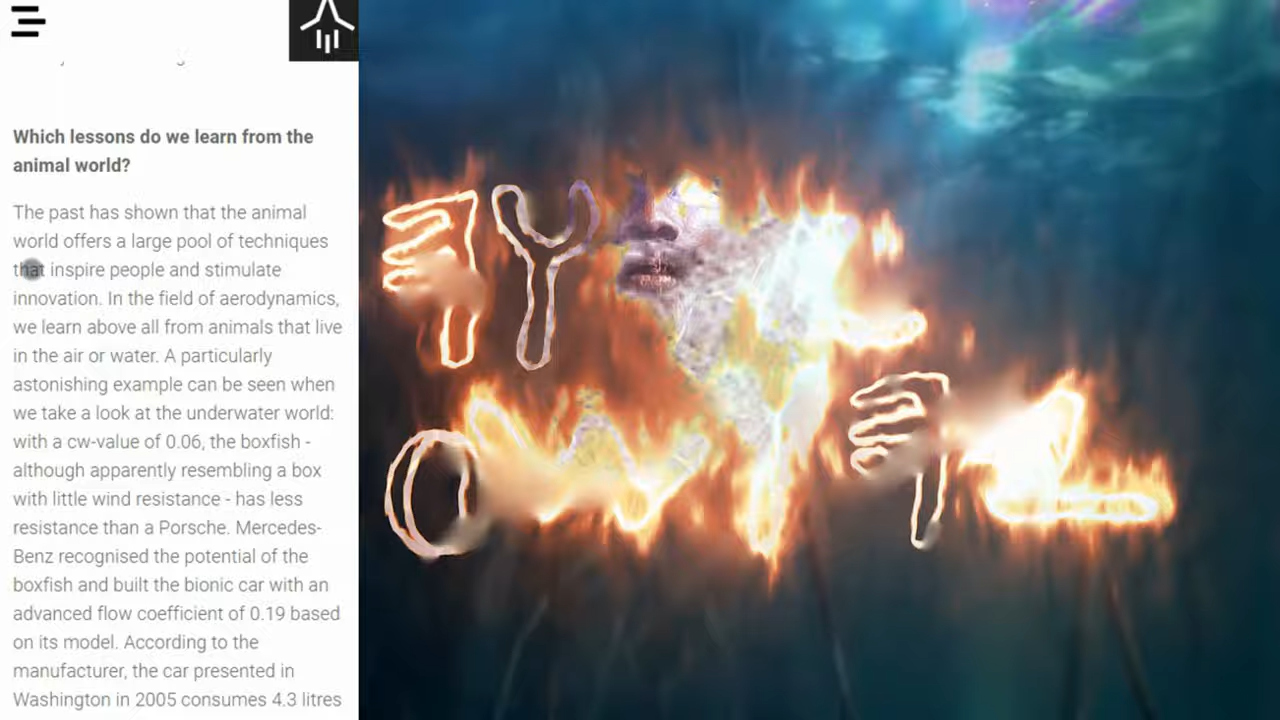 Which lessons do we learn from the
animal world?
The past has shown that the animal
world offers a large pool of techniques
that inspire people and stimulate
innovation. In the field of aerodynamics,
we learn above all from animals that live
in the air or water. A particularly
astonishing example can be seen when
we take a look at the underwater world:
with a cw-value of 0.06, the boxfish -
although apparently resembling a box
with little wind resistance - has less
resistance than a Porsche. Mercedes-
Benz recognised the potential of the
boxfish and built the bionic car with an
advanced flow coefficient of 0.19 based
on its model. According to the
manufacturer, the car presented in
Washington in 2005 consumes 4.3 litres